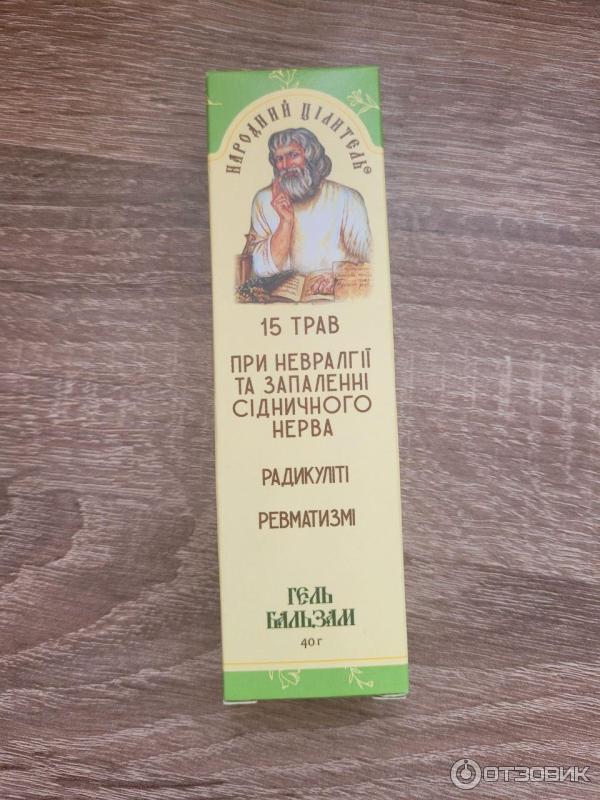 НАРОДНИЙ ЦІЛИТЕЛЬ®
15 ТРАВ
ПРИ НЕВРАЛГІЇ
ТА ЗАПАЛЕННІ
СІДНИЧНОГО
НЕРВА
РАДИКУЛІТІ
РЕВМАТИЗМІ
ГЕЛЬ
БАЛЬЗАМ
40 г
ОТЗОВИК